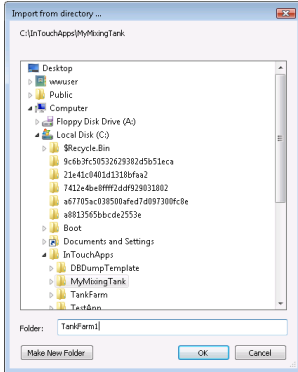 Import from directory ...
C:\InTouchApps\MyMixingTank
Desktop
wwuser
Public
Computer
Floppy Disk Drive (A:)
Local Disk (C:)
$Recycle.Bin
9c6b3fc50532629382d5b51eca
21e41c0401d1318bfaa2
7412e4be8ffff2ddf929031802
a67705ac038500afed7d097300fc8e
a8813565bbcde2553e
Boot
Documents and Settings
InTouchApps
DBDumpTemplate
MyMixingTank
TankFarm
TestApp
Folder: TankFarm1
Make New Folder OK Cancel